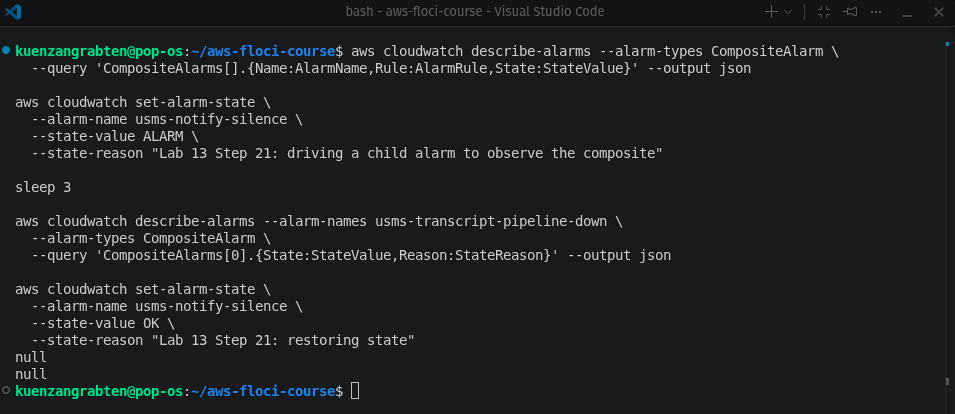 bash - aws-floci-course - Visual Studio Code
kuenzangrabten@pop-os:~/aws-floci-course$ aws cloudwatch describe-alarms --alarm-types CompositeAlarm \
  --query 'CompositeAlarms[].{Name:AlarmName,Rule:AlarmRule,State:StateValue}' --output json

aws cloudwatch set-alarm-state \
  --alarm-name usms-notify-silence \
  --state-value ALARM \
  --state-reason "Lab 13 Step 21: driving a child alarm to observe the composite"

sleep 3

aws cloudwatch describe-alarms --alarm-names usms-transcript-pipeline-down \
  --alarm-types CompositeAlarm \
  --query 'CompositeAlarms[0].{State:StateValue,Reason:StateReason}' --output json

aws cloudwatch set-alarm-state \
  --alarm-name usms-notify-silence \
  --state-value OK \
  --state-reason "Lab 13 Step 21: restoring state"
null
null
kuenzangrabten@pop-os:~/aws-floci-course$